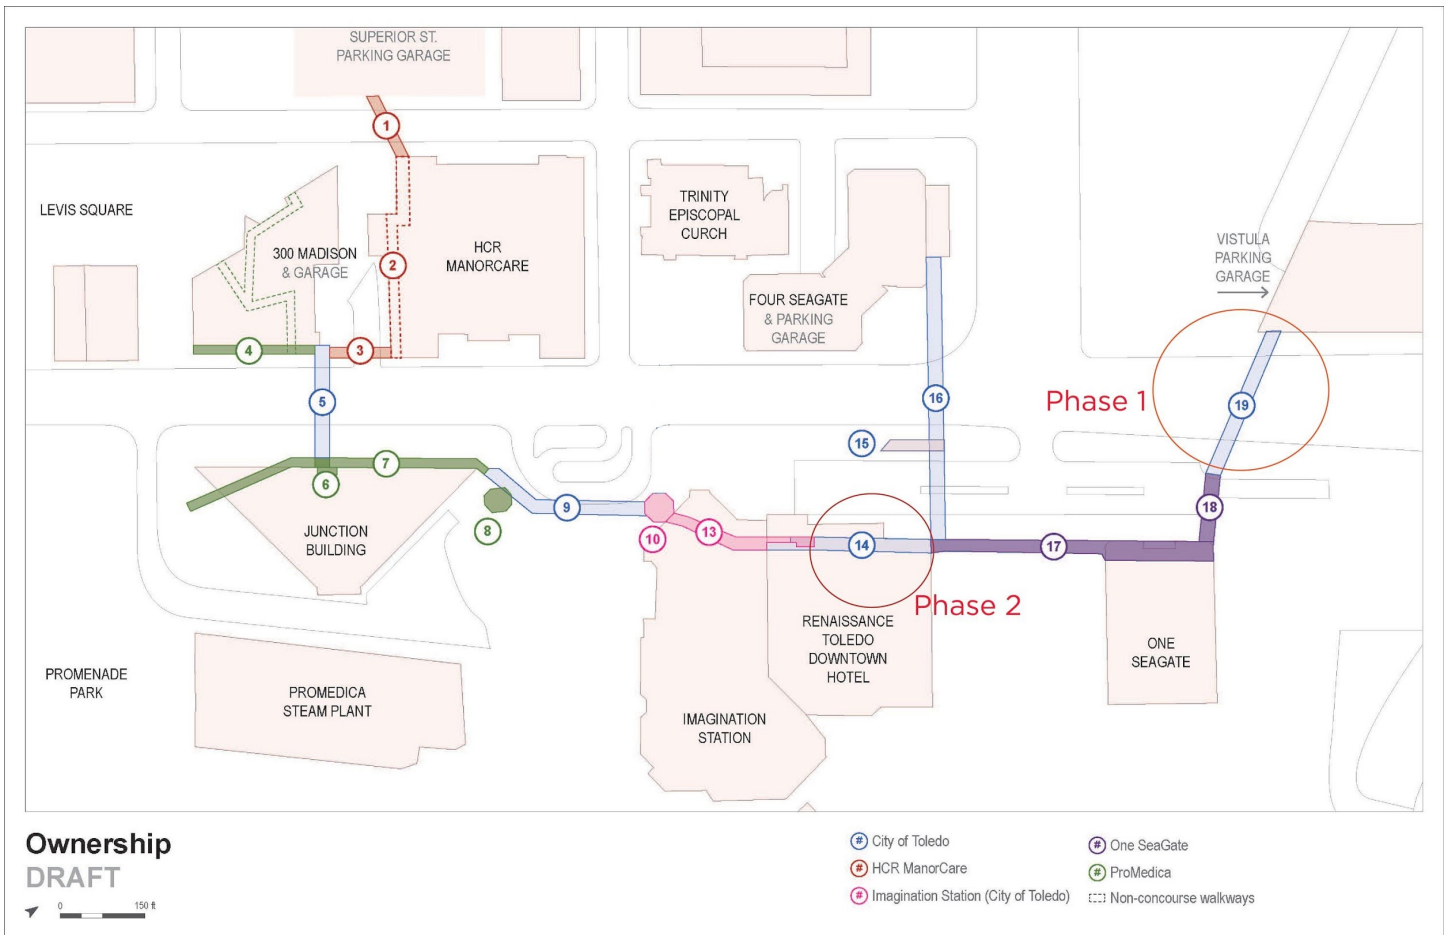 SUPERIOR ST.
PARKING GARAGE
1
LEVIS SQUARE
300 MADISON
& GARAGE
2
HCR
MANORCARE
TRINITY
EPISCOPAL
CURCH
FOUR SEAGATE
& PARKING
GARAGE
VISTULA
PARKING
GARAGE
4
3
5
16
Phase 1
19
15
7
6
8
9
10
13
14
17
18
JUNCTION
BUILDING
Phase 2
RENAISSANCE
TOLEDO
DOWNTOWN
HOTEL
ONE
SEAGATE
PROMENADE
PARK
PROMEDICA
STEAM PLANT
IMAGINATION
STATION
Ownership
DRAFT
0 150 ft
# City of Toledo
# HCR ManorCare
# Imagination Station (City of Toledo)
# One SeaGate
# ProMedica
Non-concourse walkways